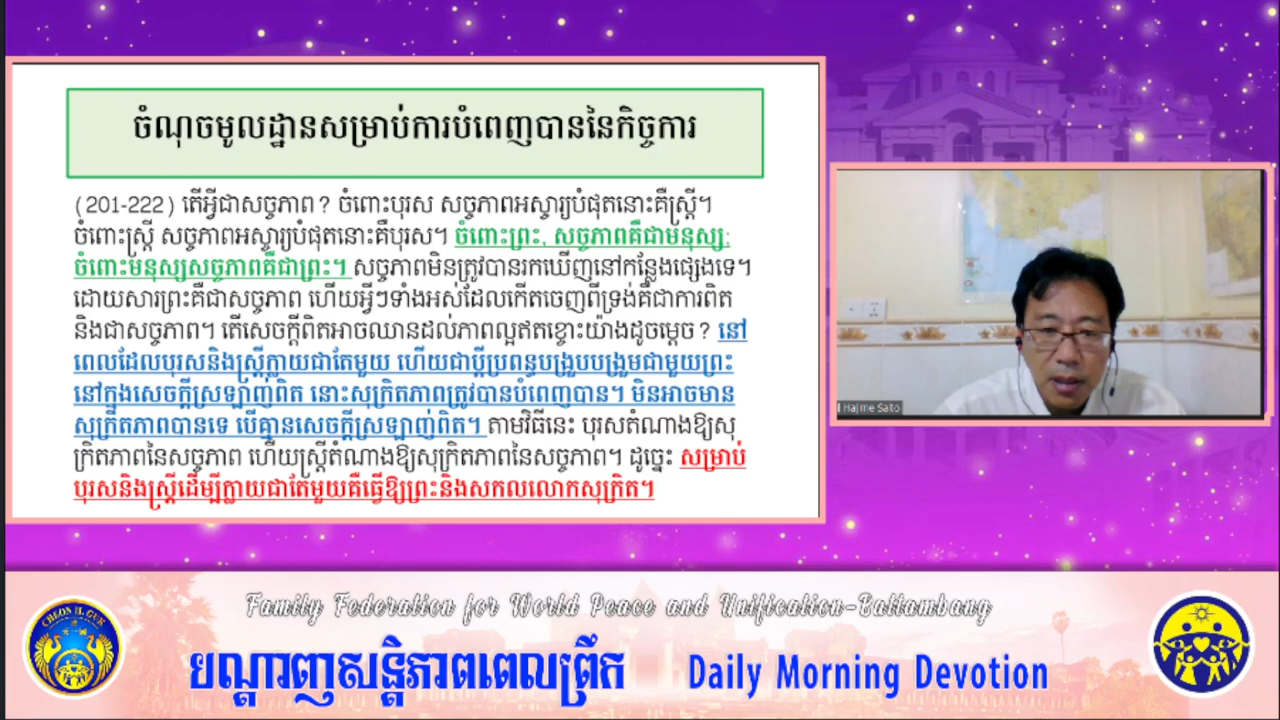 ចំណុចមូលដ្ឋានសម្រាប់ការបំពេញបាននៃកិច្ចការ
(201-222) តើអ្វីជាសច្ចភាព? ចំពោះបុរស សច្ចភាពអស្ចារ្យបំផុតនោះគឺស្ត្រី។
ចំពោះស្ត្រី សច្ចភាពអស្ចារ្យបំផុតនោះគឺបុរស។ ចំពោះព្រះ, សច្ចភាពគឺជាមនុស្ស;
ចំពោះមនុស្សសច្ចភាពគឺជាព្រះ។ សច្ចភាពមិនត្រូវបានរកឃើញនៅកន្លែងផ្សេងទេ។
ដោយសារព្រះគឺជាសច្ចភាព ហើយអ្វីៗទាំងអស់ដែលកើតចេញពីទ្រង់គឺជាការពិត
និងជាសច្ចភាព។ តើសេចក្តីពិតអាចឈានដល់ភាពល្អឥតខ្ចោះយ៉ាងដូចម្តេច? នៅ
ពេលដែលបុរសនិងស្ត្រីក្លាយជាតែមួយ ហើយជាប្តីប្រពន្ធបង្រួបបង្រួមជាមួយព្រះ
នៅក្នុងសេចក្តីស្រឡាញ់ពិត នោះសុក្រិតភាពត្រូវបានបំពេញបាន។ មិនអាចមាន
សុក្រិតភាពបានទេ បើគ្មានសេចក្តីស្រឡាញ់ពិត។ តាមវិធីនេះ បុរសតំណាងឱ្យសុ
ក្រិតភាពនៃសច្ចភាព ហើយស្ត្រីតំណាងឱ្យសុក្រិតភាពនៃសច្ចភាព។ ដូច្នេះ សម្រាប់
បុរសនិងស្ត្រីដើម្បីក្លាយជាតែមួយគឺធ្វើឱ្យព្រះនិងសកលលោកសុក្រិត។
Hajime Sato
Family Federation for World Peace and Unification-Battambang
បណ្តាញសន្តិភាពពេលព្រឹក Daily Morning Devotion
CHEON IL GUK